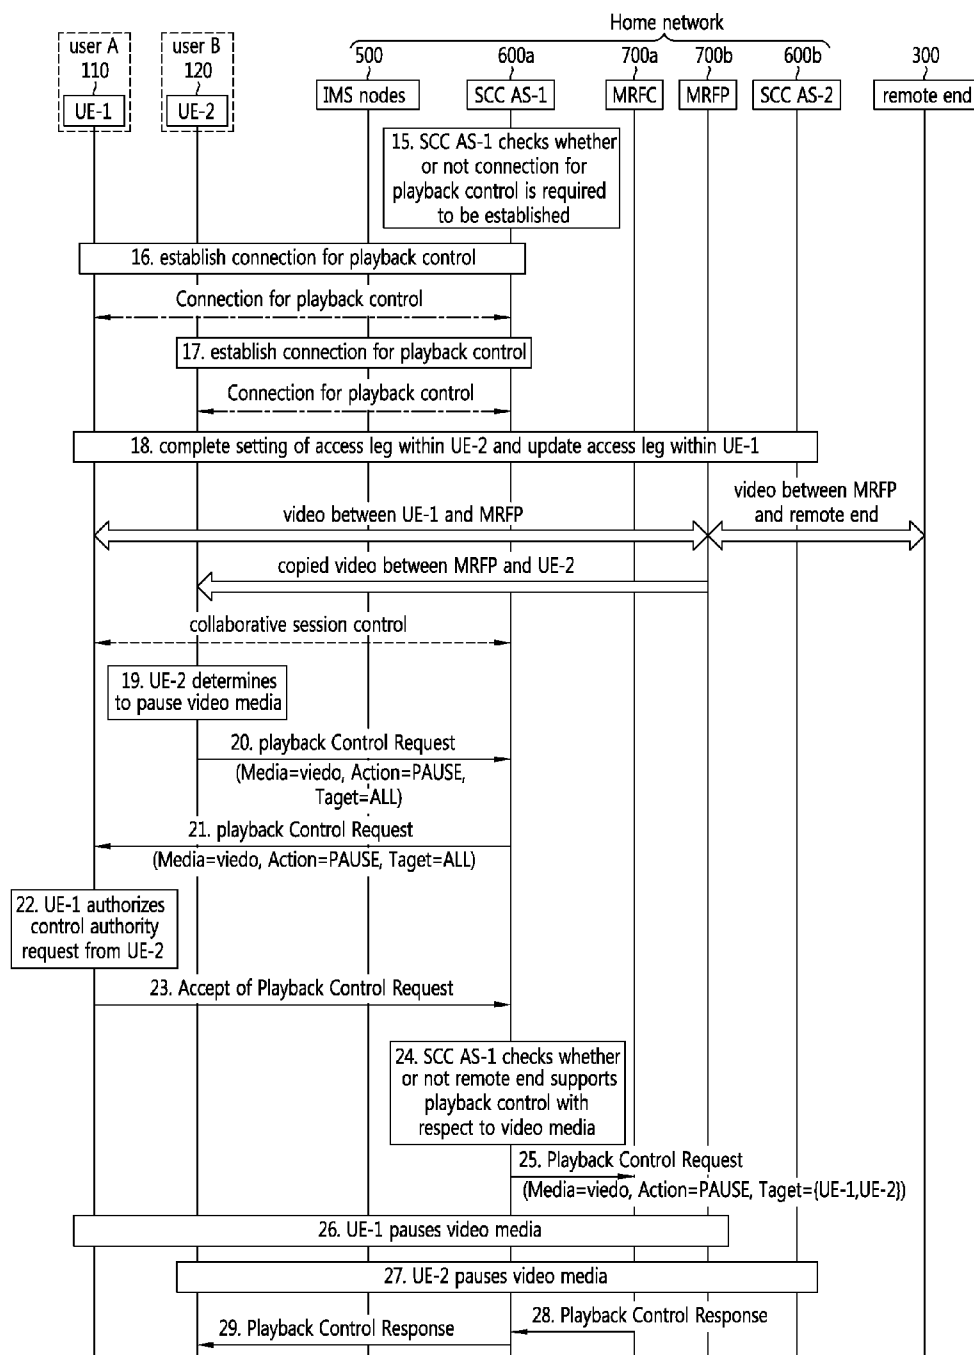 Home network
user A
110
user B
120
500
600a
700a
700b
600b
300
UE-1
UE-2
IMS nodes
SCC AS-1
MRFC
MRFP
SCC AS-2
remote end
15. SCC AS-1 checks whether
or not connection for
playback control is required
to be established
16. establish connection for playback control
Connection for playback control
17. establish connection for playback control
Connection for playback control
18. complete setting of access leg within UE-2 and update access leg within UE-1
video between UE-1 and MRFP
video between MRFP
and remote end
copied video between MRFP and UE-2
collaborative session control
19. UE-2 determines
to pause video media
20. playback Control Request
(Media=viedo, Action=PAUSE,
Taget=ALL)
21. playback Control Request
(Media=viedo, Action=PAUSE, Taget=ALL)
22. UE-1 authorizes
control authority
request from UE-2
23. Accept of Playback Control Request
24. SCC AS-1 checks whether
or not remote end supports
playback control with
respect to video media
25. Playback Control Request
(Media=viedo, Action=PAUSE, Taget={UE-1,UE-2})
26. UE-1 pauses video media
27. UE-2 pauses video media
28. Playback Control Response
29. Playback Control Response